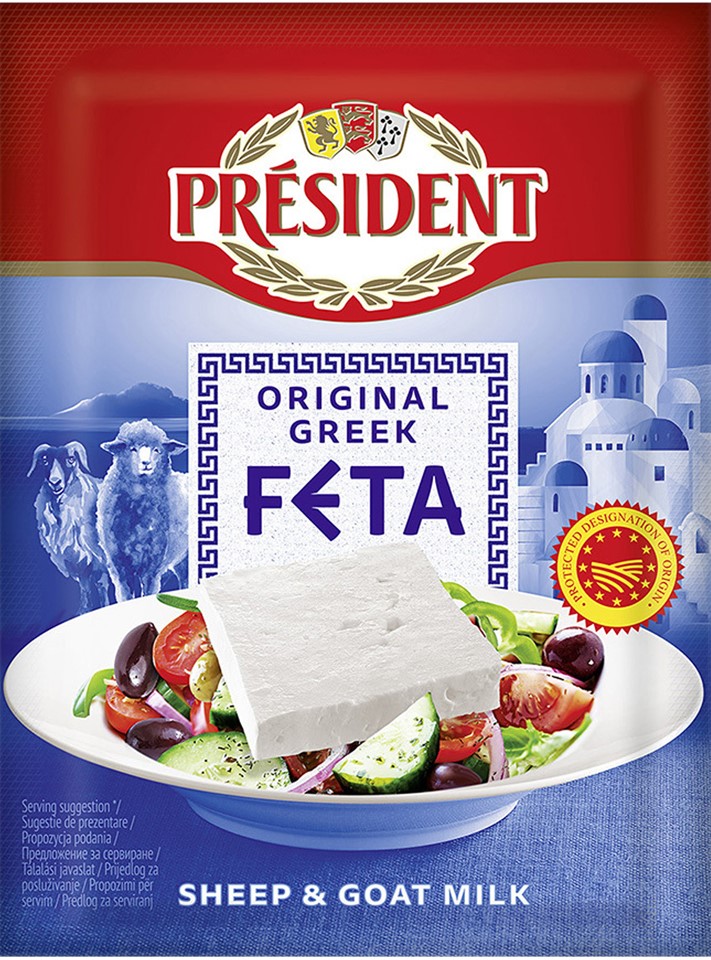 PRÉSIDENT
ORIGINAL
GREEK
FETA
PROTECTED DESIGNATION OF ORIGIN
Serving suggestion */
Sugestie de prezentare /
Propozycja podania /
Предложение за сервиране /
Tálalási javaslat / Prijedlog za
posluživanje / Propozimi për
servim / Predlog za serviranj
SHEEP & GOAT MILK